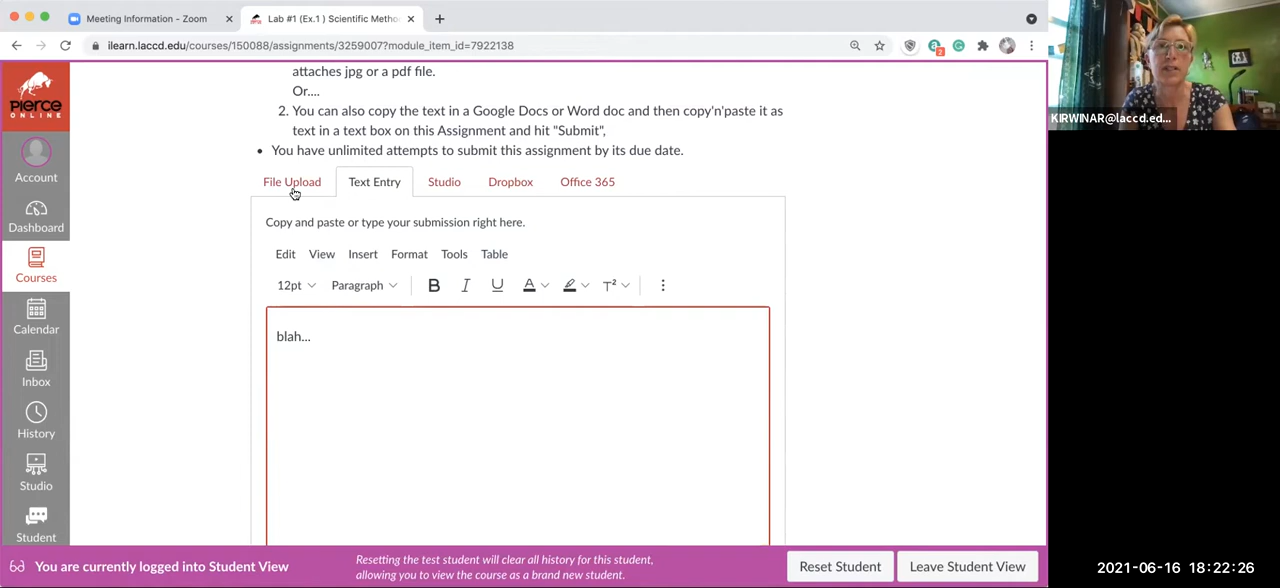 Meeting Information - Zoom
Lab #1 (Ex.1 ) Scientific Metho
ilearn.laccd.edu/courses/150088/assignments/3259007?module_item_id=7922138
2
PIERCE
ONLINE
Account
Dashboard
Courses
Calendar
Inbox
History
Studio
Student
attaches jpg or a pdf file.
Or....
2. You can also copy the text in a Google Docs or Word doc and then copy'n'paste it as
text in a text box on this Assignment and hit "Submit",
• You have unlimited attempts to submit this assignment by its due date.
File Upload Text Entry Studio Dropbox Office 365
Copy and paste or type your submission right here.
Edit View Insert Format Tools Table
12pt Paragraph B I U A T²
blah...
You are currently logged into Student View
Resetting the test student will clear all history for this student,
allowing you to view the course as a brand new student.
Reset Student Leave Student View
KIRWINAR@laccd.ed...
2021-06-16 18:22:26